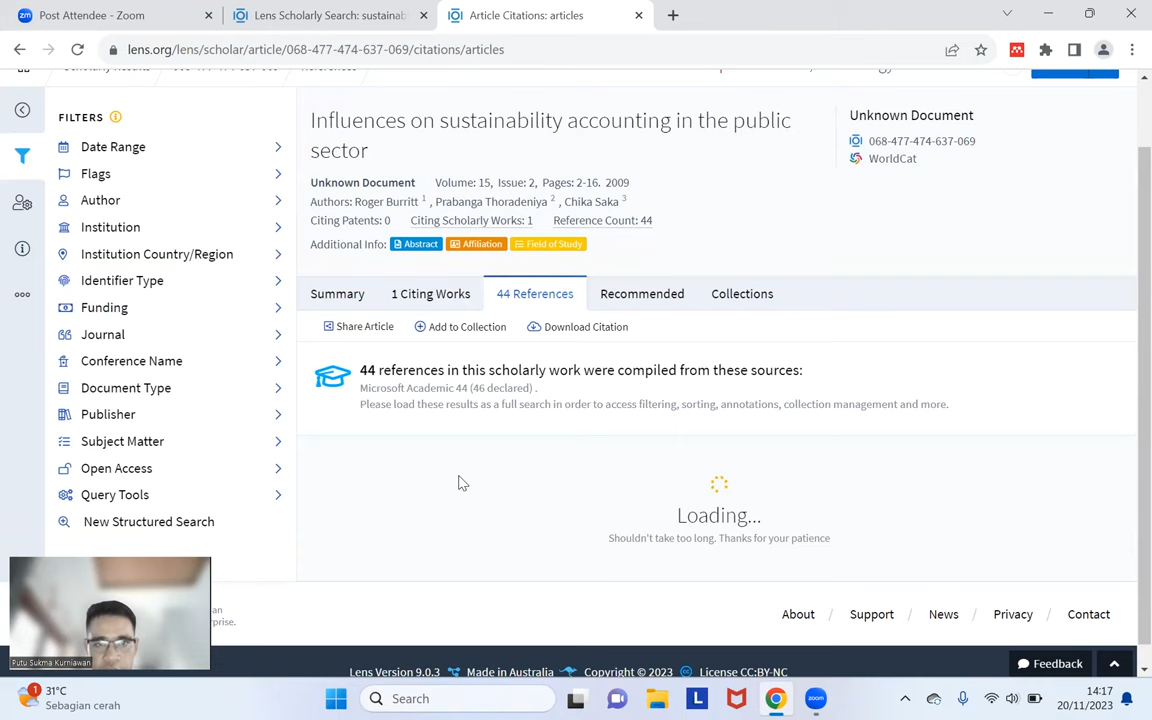 Post Attendee - Zoom
Lens Scholarly Search: sustainab
Article Citations: articles
lens.org/lens/scholar/article/068-477-474-637-069/citations/articles
FILTERS
Date Range
Flags
Author
Institution
Institution Country/Region
Identifier Type
Funding
Journal
Conference Name
Document Type
Publisher
Subject Matter
Open Access
Query Tools
New Structured Search
Influences on sustainability accounting in the public
sector
Unknown Document Volume: 15, Issue: 2, Pages: 2-16. 2009
Authors: Roger Burritt 1 , Prabanga Thoradeniya 2 , Chika Saka 3
Citing Patents: 0 Citing Scholarly Works: 1 Reference Count: 44
Additional Info: Abstract Affiliation Field of Study
Unknown Document
068-477-474-637-069
WorldCat
Summary 1 Citing Works 44 References Recommended Collections
Share Article Add to Collection Download Citation
44 references in this scholarly work were compiled from these sources:
Microsoft Academic 44 (46 declared) .
Please load these results as a full search in order to access filtering, sorting, annotations, collection management and more.
Loading...
Shouldn't take too long. Thanks for your patience
an
erprise.
About / Support / News / Privacy / Contact
Lens Version 9.0.3 Made in Australia Copyright © 2023 License CC:BY-NC
Feedback
Putu Sukma Kurniawan
1
31°C
Sebagian cerah
Search
L
zoom
14:17
20/11/2023